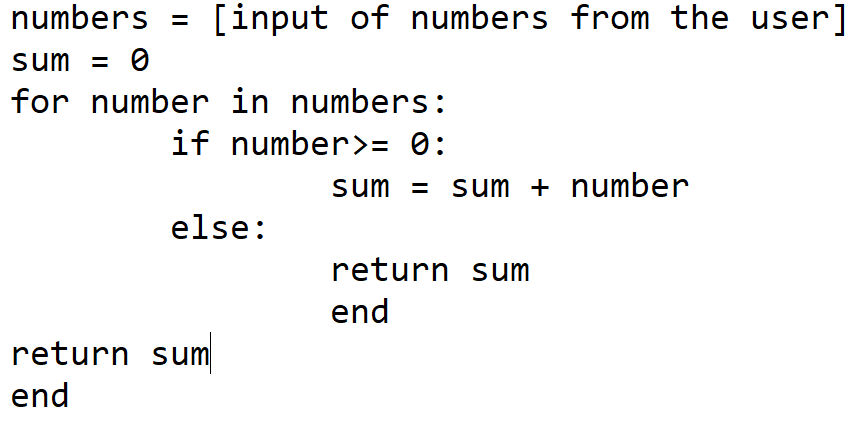 numbers = [input of numbers from the user]
sum = 0
for number in numbers:
        if number>= 0:
                sum = sum + number
        else:
                return sum
                end
return sum
end